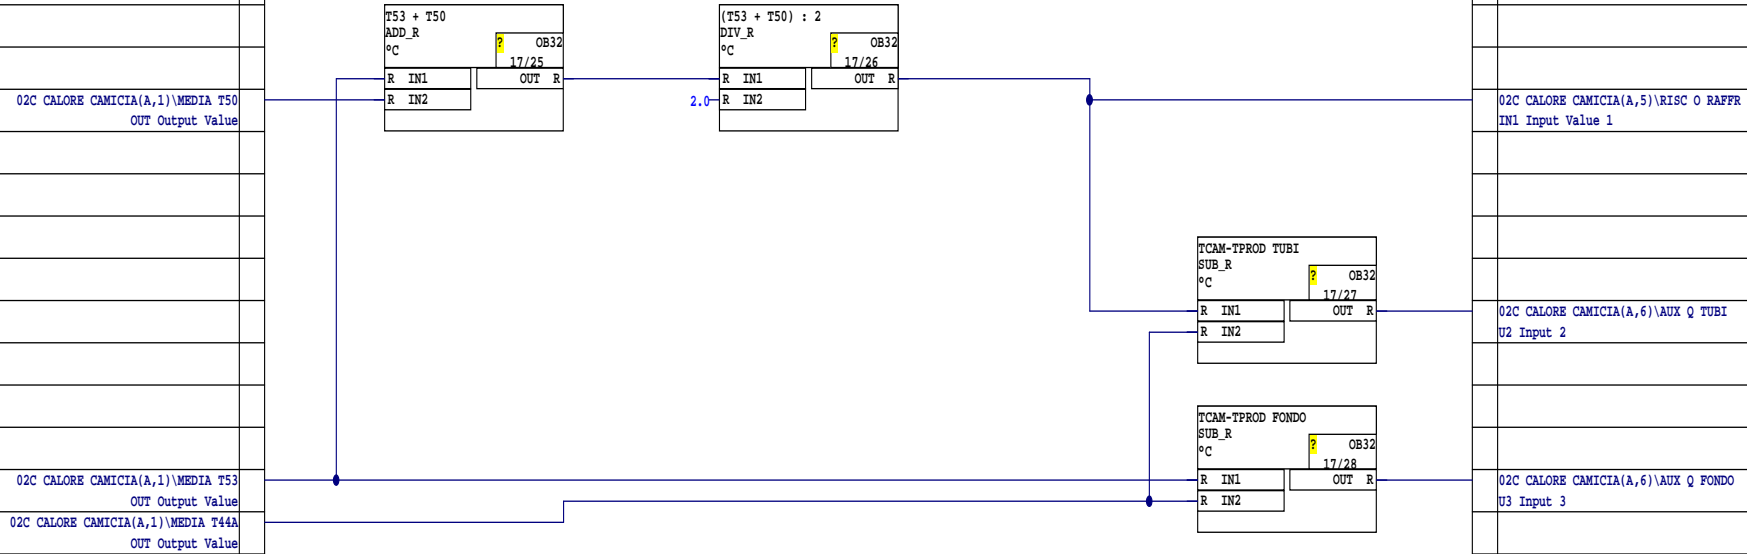 T53 + T50
ADD_R
°C
? OB32
17/25
R IN1
OUT R
R IN2
(T53 + T50) : 2
DIV_R
°C
? OB32
17/26
R IN1
OUT R
2.0
R IN2
02C CALORE CAMICIA(A,1)\MEDIA T50
OUT Output Value
02C CALORE CAMICIA(A,5)\RISC O RAFFR
IN1 Input Value 1
TCAM-TPROD TUBI
SUB_R
°C
? OB32
17/27
R IN1
OUT R
R IN2
02C CALORE CAMICIA(A,6)\AUX Q TUBI
U2 Input 2
TCAM-TPROD FONDO
SUB_R
°C
? OB32
17/28
R IN1
OUT R
R IN2
02C CALORE CAMICIA(A,1)\MEDIA T53
OUT Output Value
02C CALORE CAMICIA(A,6)\AUX Q FONDO
U3 Input 3
02C CALORE CAMICIA(A,1)\MEDIA T44A
OUT Output Value